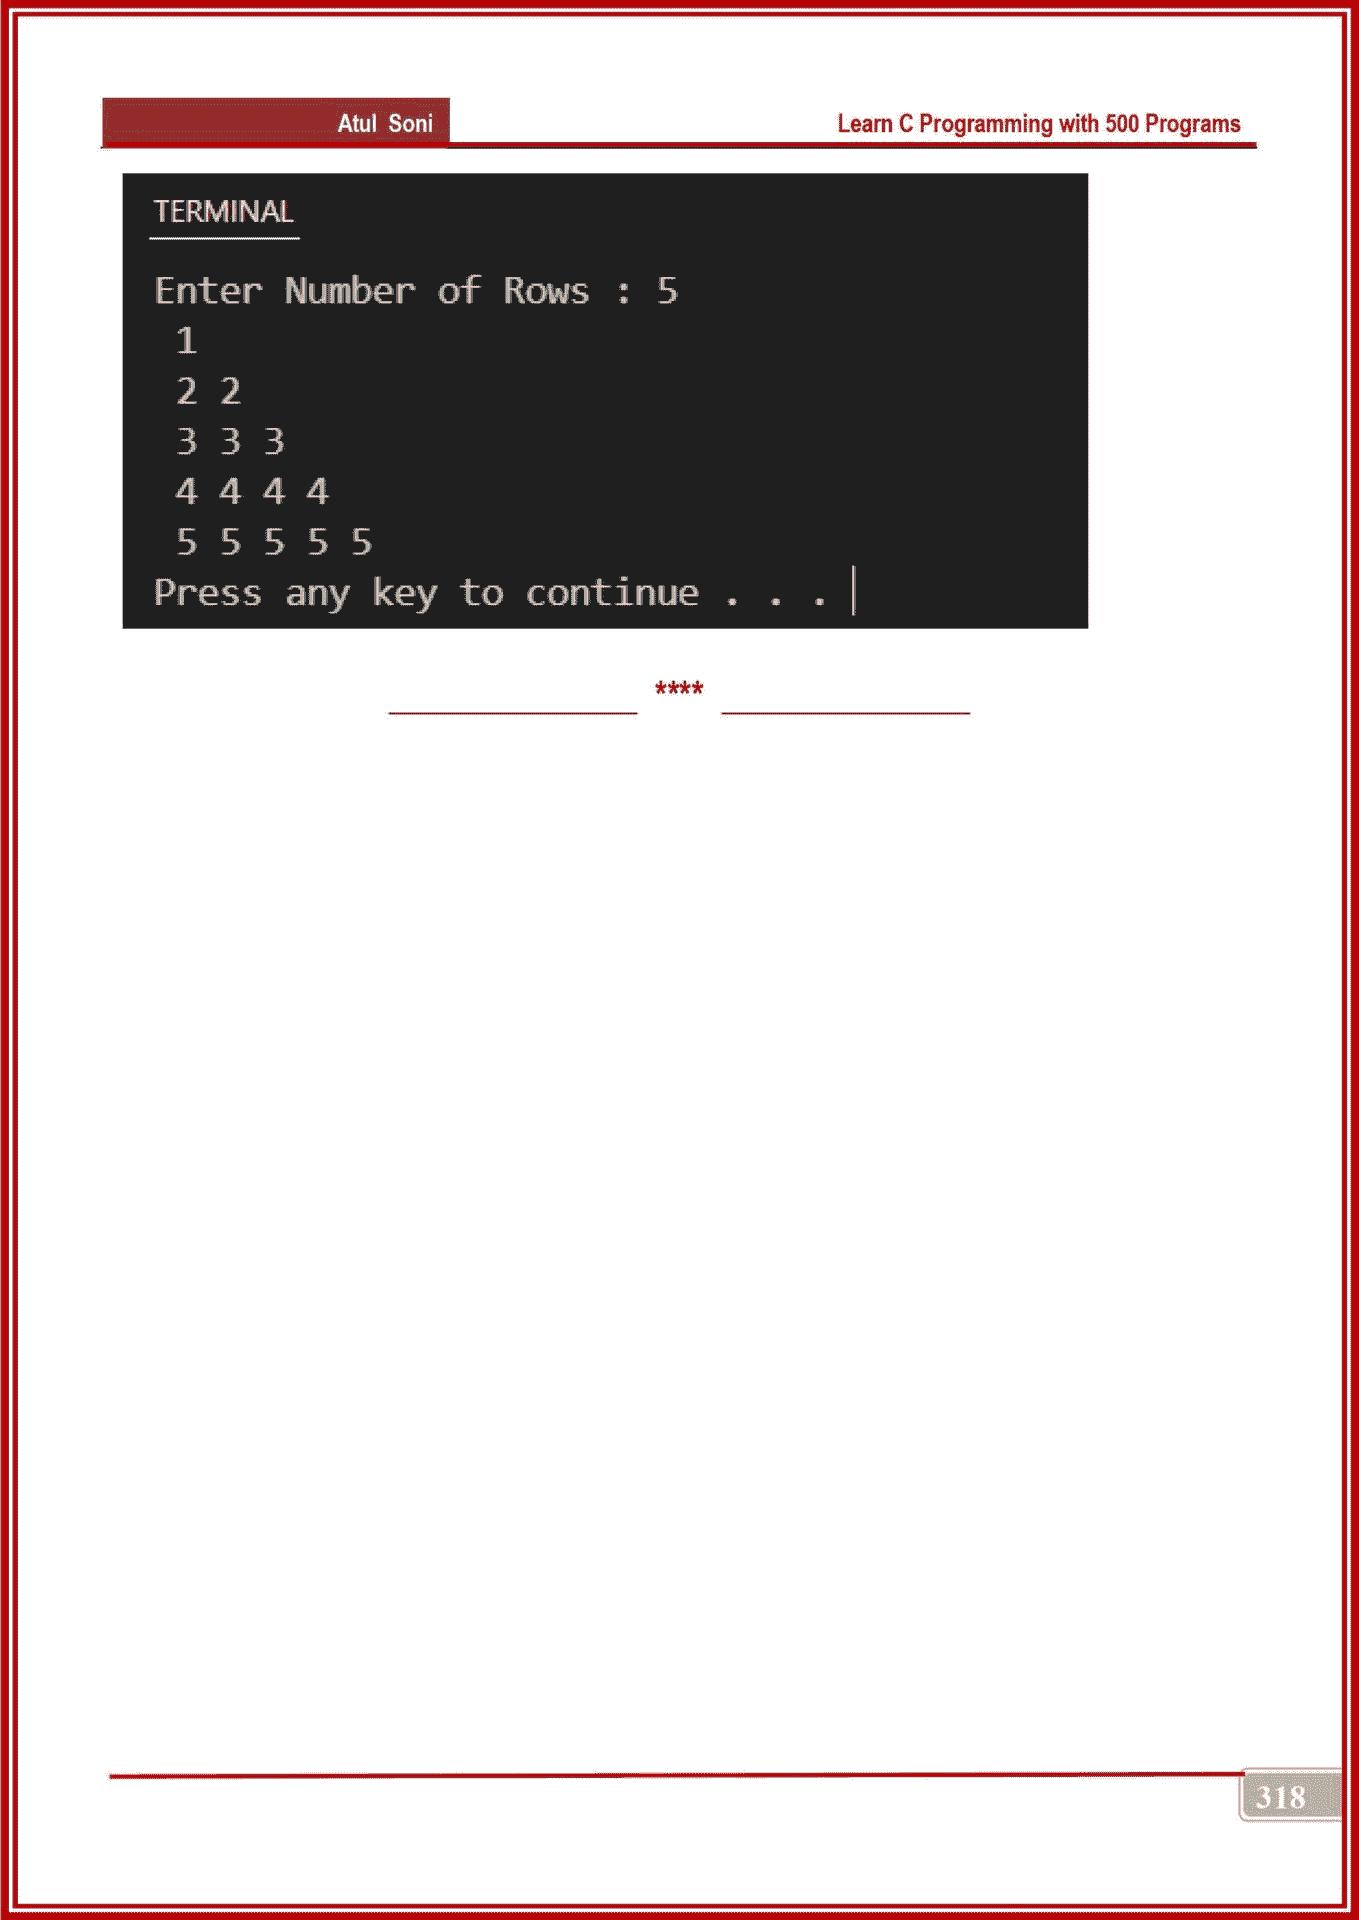 Atul Soni
Learn C Programming with 500 Programs
TERMINAL
Enter Number of Rows : 5
1
2 2
3 3 3
4 4 4 4
5 5 5 5 5
Press any key to continue . . .
****
318